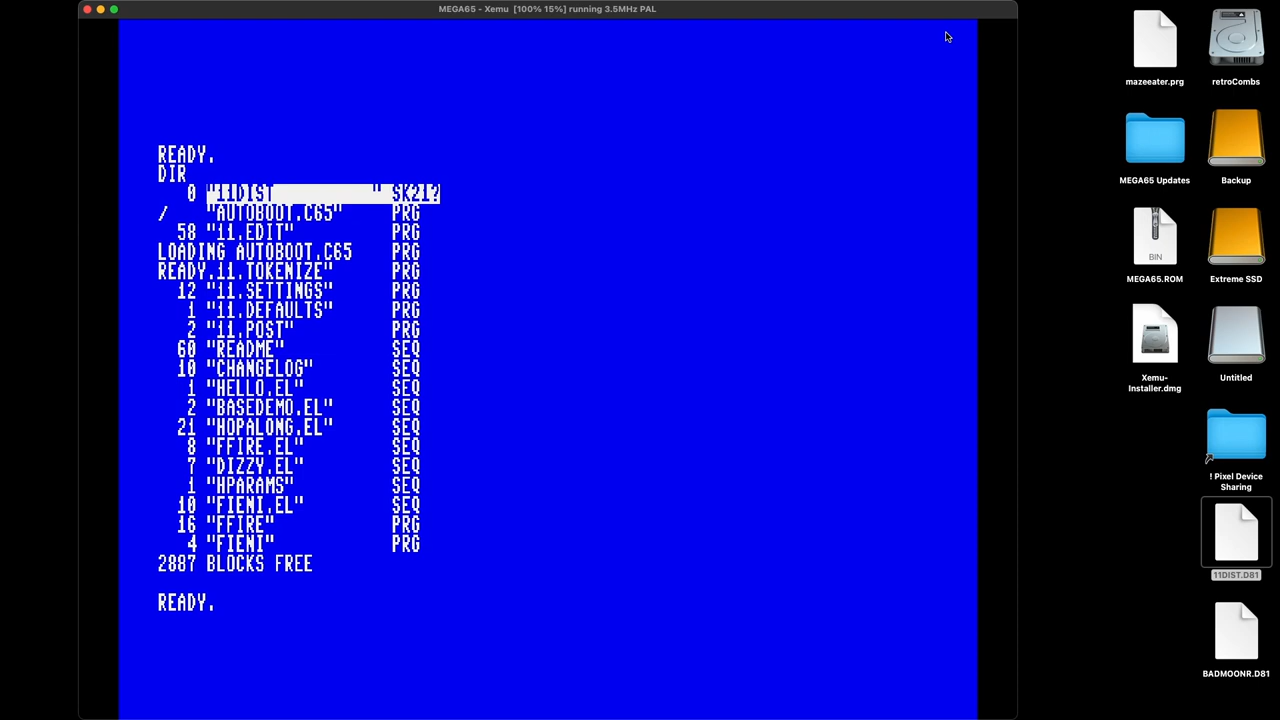 MEGA65 - Xemu [100% 15%] running 3.5MHz PAL
READY.
DIR
0 "11DIST          " SK21?
/ "AUTOBOOT.C65" PRG
58 "11.EDIT" PRG
LOADING AUTOBOOT.C65 PRG
READY.11.TOKENIZE" PRG
12 "11.SETTINGS" PRG
1 "11.DEFAULTS" PRG
2 "11.POST" PRG
60 "README" SEQ
10 "CHANGELOG" SEQ
1 "HELLO.EL" SEQ
2 "BASEDEMO.EL" SEQ
21 "HOPALONG.EL" SEQ
8 "FFIRE.EL" SEQ
7 "DIZZY.EL" SEQ
1 "HPARAMS" SEQ
10 "FIENI.EL" SEQ
16 "FFIRE" PRG
4 "FIENI" PRG
2887 BLOCKS FREE
READY.
mazeeater.prg
retroCombs
MEGA65 Updates
Backup
BIN
MEGA65.ROM
Extreme SSD
Xemu-
Installer.dmg
Untitled
! Pixel Device
Sharing
11DIST.D81
BADMOONR.D81